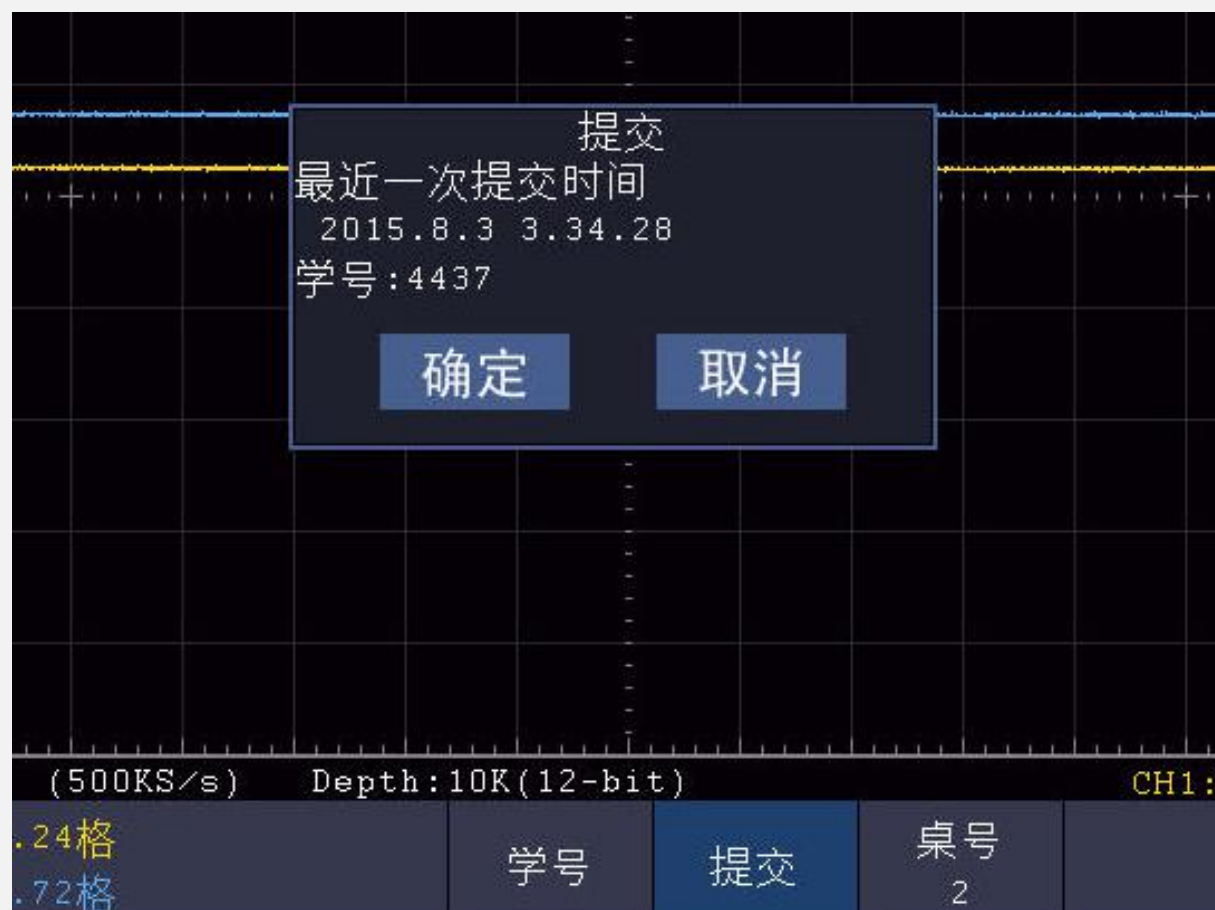 提交
最近一次提交时间
2015.8.3 3.34.28
学号:4437
确定 取消
(500KS/s) Depth:10K(12-bit) CH1:
.24格
.72格
学号 提交 桌号
2